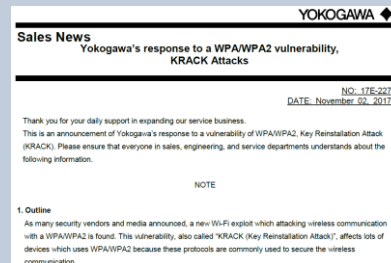 YOKOGAWA
Sales News
Yokogawa's response to a WPA/WPA2 vulnerability,
KRACK Attacks
NO: 17E-227
DATE: November 02, 2017
Thank you for your daily support in expanding our service business.
This is an announcement of Yokogawa's response to a vulnerability of WPA/WPA2, Key Reinstallation Attack
(KRACK). Please ensure that everyone in sales, engineering, and service departments understands about the
following information.
NOTE
1. Outline
As many security vendors and media announced, a new Wi-Fi exploit which attacking wireless communication
with a WPA/WPA2 is found. This vulnerability, also called "KRACK (Key Reinstallation Attack)", affects lots of
devices which uses WPA/WPA2 because these protocols are commonly used to secure the wireless
communication.